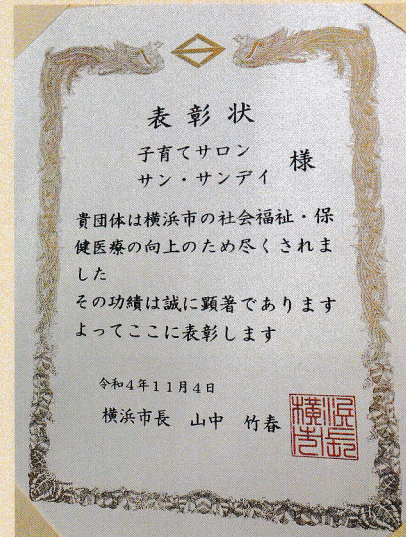 表彰状
子育てサロン
サン・サンデイ 様
貴団体は横浜市の社会福祉・保
健医療の向上のため尽くされま
した
その功績は誠に顕著であります
よってここに表彰します
令和4年11月4日
横浜市長 山中 竹春
横浜市長